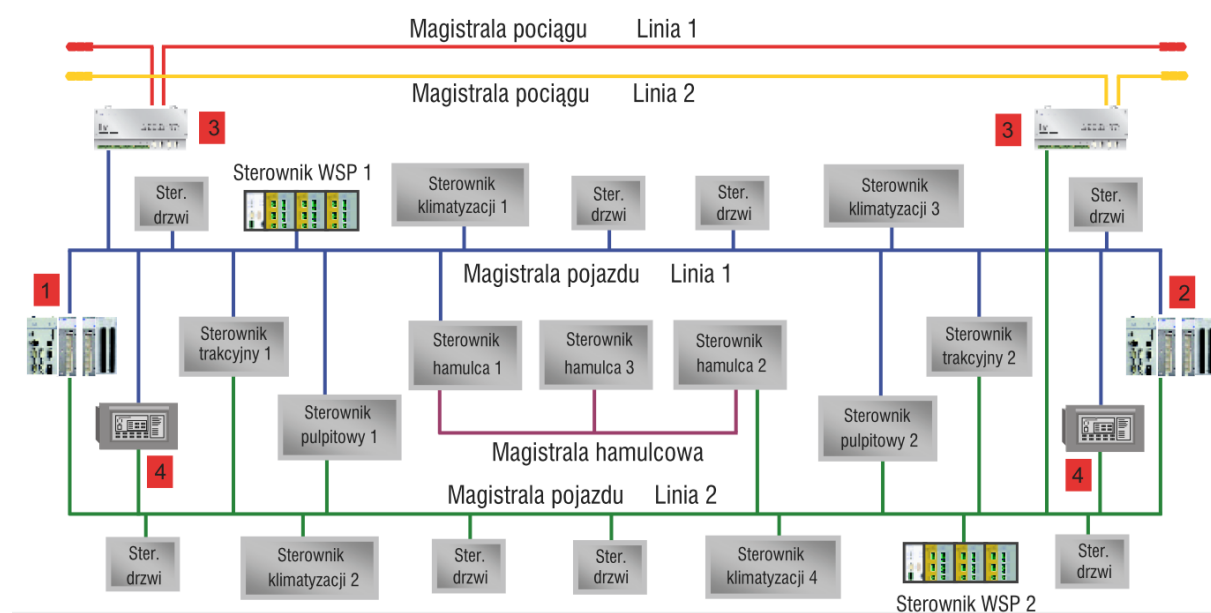 Magistrala pociągu Linia 1
Magistrala pociągu Linia 2
3
3
Sterownik WSP 1
Ster.
drzwi
Sterownik
klimatyzacji 1
Ster.
drzwi
Ster.
drzwi
Sterownik
klimatyzacji 3
Ster.
drzwi
Magistrala pojazdu Linia 1
1
2
Sterownik
trakcyjny 1
Sterownik
hamulca 1
Sterownik
hamulca 3
Sterownik
hamulca 2
Sterownik
trakcyjny 2
Sterownik
pulpitowy 1
Sterownik
pulpitowy 2
Magistrala hamulcowa
4
4
Magistrala pojazdu Linia 2
Ster.
drzwi
Sterownik
klimatyzacji 2
Ster.
drzwi
Ster.
drzwi
Sterownik
klimatyzacji 4
Ster.
drzwi
Sterownik WSP 2